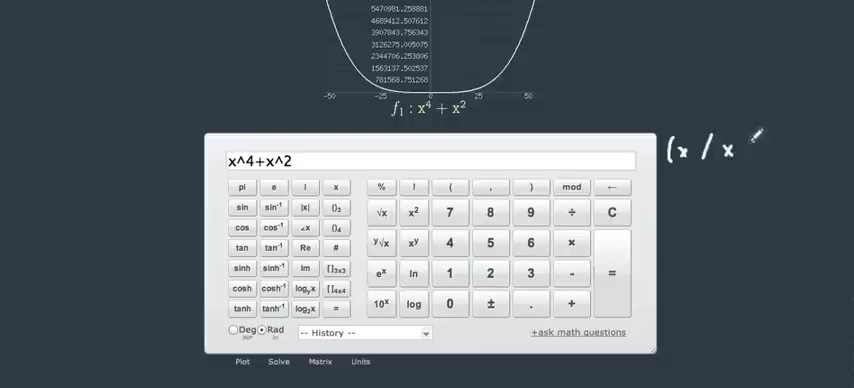 5470981.258881
4689412.507612
3907843.756343
3126275.005075
2344706.253806
1563137.502537
781568.751268
-50 -25 0 25 50
f₁ : x⁴ + x²
x^4+x^2
(x / x
pi e i x % ! ( , ) mod ←
sin sin⁻¹ |x| ()₃ √x x² 7 8 9 ÷ C
cos cos⁻¹ ∠x ()₄
tan tan⁻¹ Re # ʸ√x xʸ 4 5 6 ×
sinh sinh⁻¹ Im []3x3 eˣ ln 1 2 3 - =
cosh cosh⁻¹ logᵧx []4x4
tanh tanh⁻¹ log₂x = 10ˣ log 0 ± . +
Deg Rad -- History -- +ask math questions
Plot Solve Matrix Units